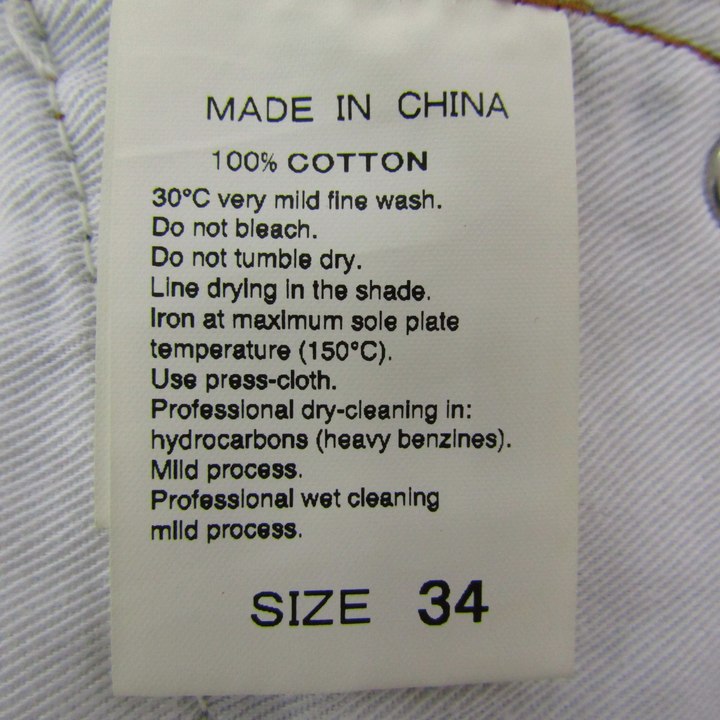 MADE IN CHINA
100% COTTON
30°C very mild fine wash.
Do not bleach.
Do not tumble dry.
Line drying in the shade.
Iron at maximum sole plate
temperature (150°C).
Use press-cloth.
Professional dry-cleaning in:
hydrocarbons (heavy benzines).
Mild process.
Professional wet cleaning
mild process.
SIZE 34